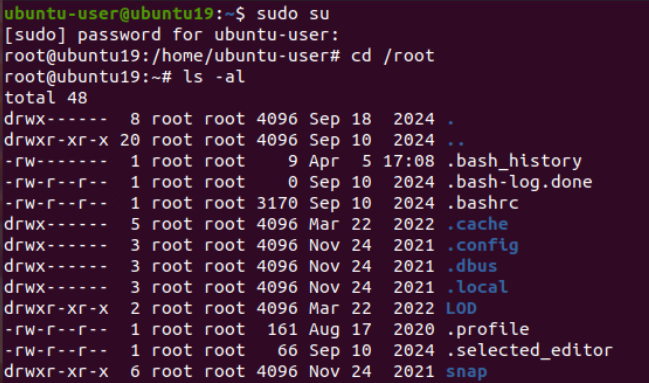 ubuntu-user@ubuntu19:~$ sudo su
[sudo] password for ubuntu-user:
root@ubuntu19:/home/ubuntu-user# cd /root
root@ubuntu19:~# ls -al
total 48
drwx------  8 root root 4096 Sep 18  2024 .
drwxr-xr-x 20 root root 4096 Sep 10  2024 ..
-rw-------  1 root root    9 Apr  5 17:08 .bash_history
-rw-r--r--  1 root root    0 Sep 10  2024 .bash-log.done
-rw-r--r--  1 root root 3170 Sep 10  2024 .bashrc
drwx------  5 root root 4096 Mar 22  2022 .cache
drwx------  3 root root 4096 Nov 24  2021 .config
drwx------  3 root root 4096 Nov 24  2021 .dbus
drwx------  3 root root 4096 Nov 24  2021 .local
drwxr-xr-x  2 root root 4096 Mar 22  2022 LOD
-rw-r--r--  1 root root  161 Aug 17  2020 .profile
-rw-r--r--  1 root root   66 Sep 10  2024 .selected_editor
drwxr-xr-x  6 root root 4096 Nov 24  2021 snap